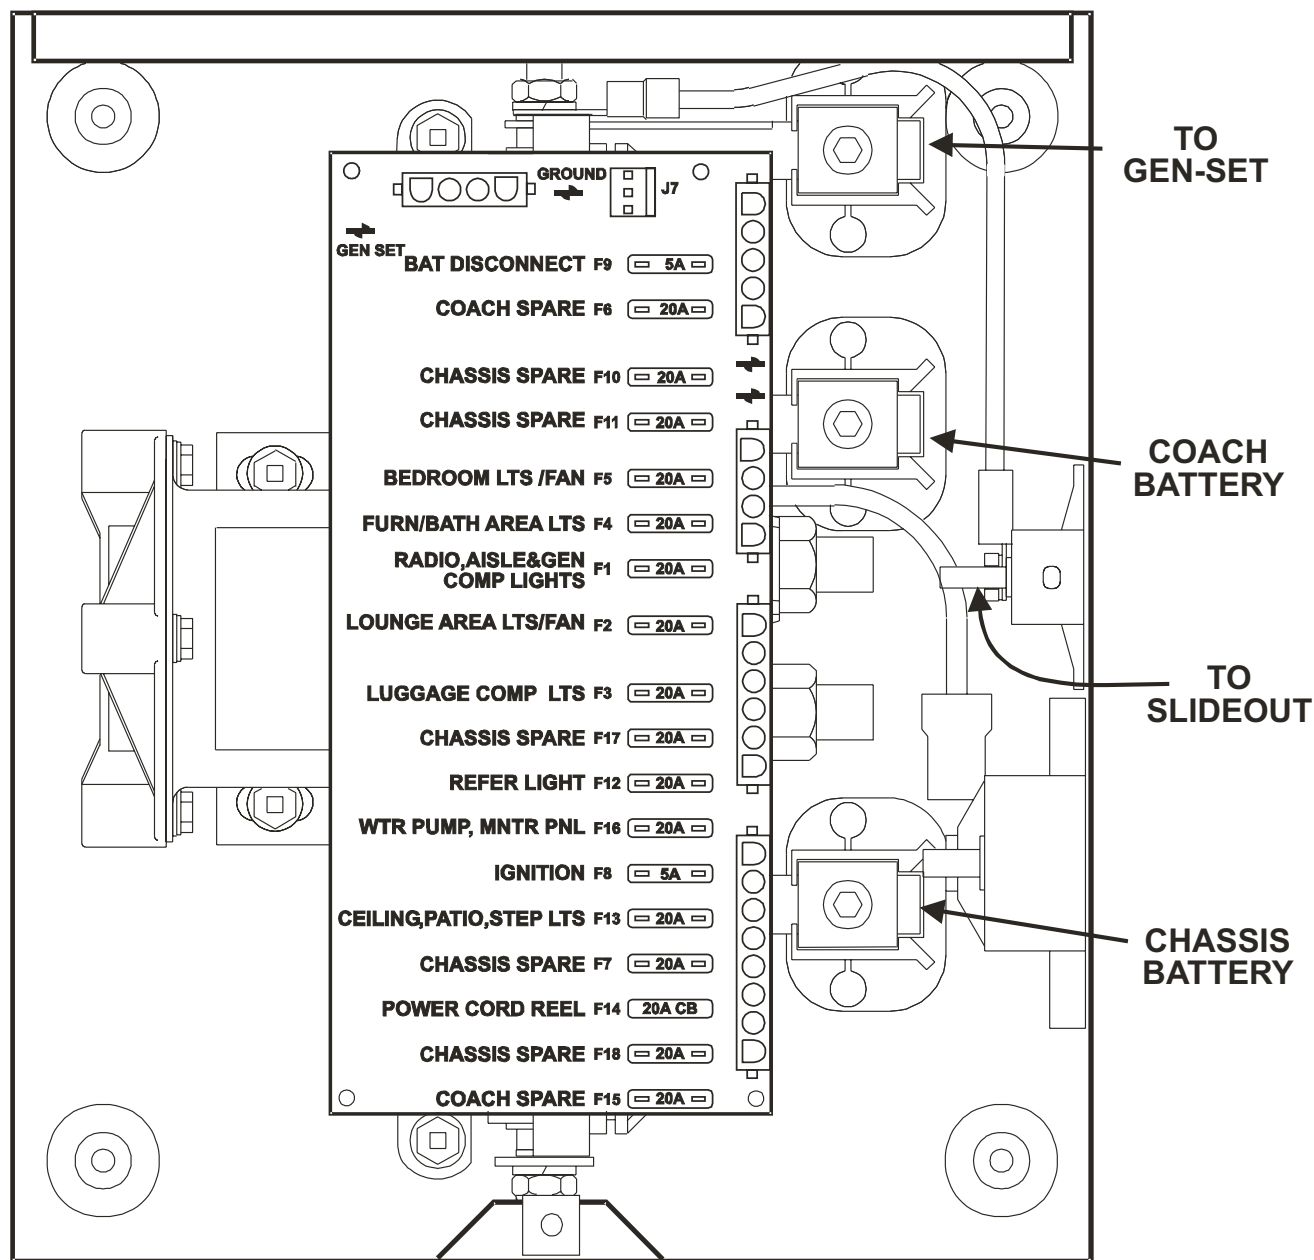 TO
GEN-SET
GROUND
J7
GEN SET
BAT DISCONNECT F9 5A
COACH SPARE F6 20A
CHASSIS SPARE F10 20A
CHASSIS SPARE F11 20A
COACH
BATTERY
BEDROOM LTS /FAN F5 20A
FURN/BATH AREA LTS F4 20A
RADIO,AISLE&GEN
COMP LIGHTS F1 20A
LOUNGE AREA LTS/FAN F2 20A
TO
SLIDEOUT
LUGGAGE COMP LTS F3 20A
CHASSIS SPARE F17 20A
REFER LIGHT F12 20A
WTR PUMP, MNTR PNL F16 20A
IGNITION F8 5A
CEILING,PATIO,STEP LTS F13 20A
CHASSIS
BATTERY
CHASSIS SPARE F7 20A
POWER CORD REEL F14 20A CB
CHASSIS SPARE F18 20A
COACH SPARE F15 20A